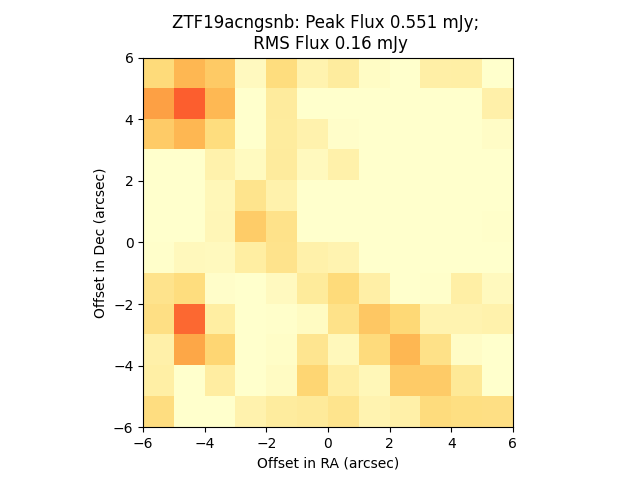 ZTF19acngsnb: Peak Flux 0.551 mJy;
RMS Flux 0.16 mJy
6
4
2
0
−2
−4
−6
Offset in Dec (arcsec)
−6 −4 −2 0 2 4 6
Offset in RA (arcsec)